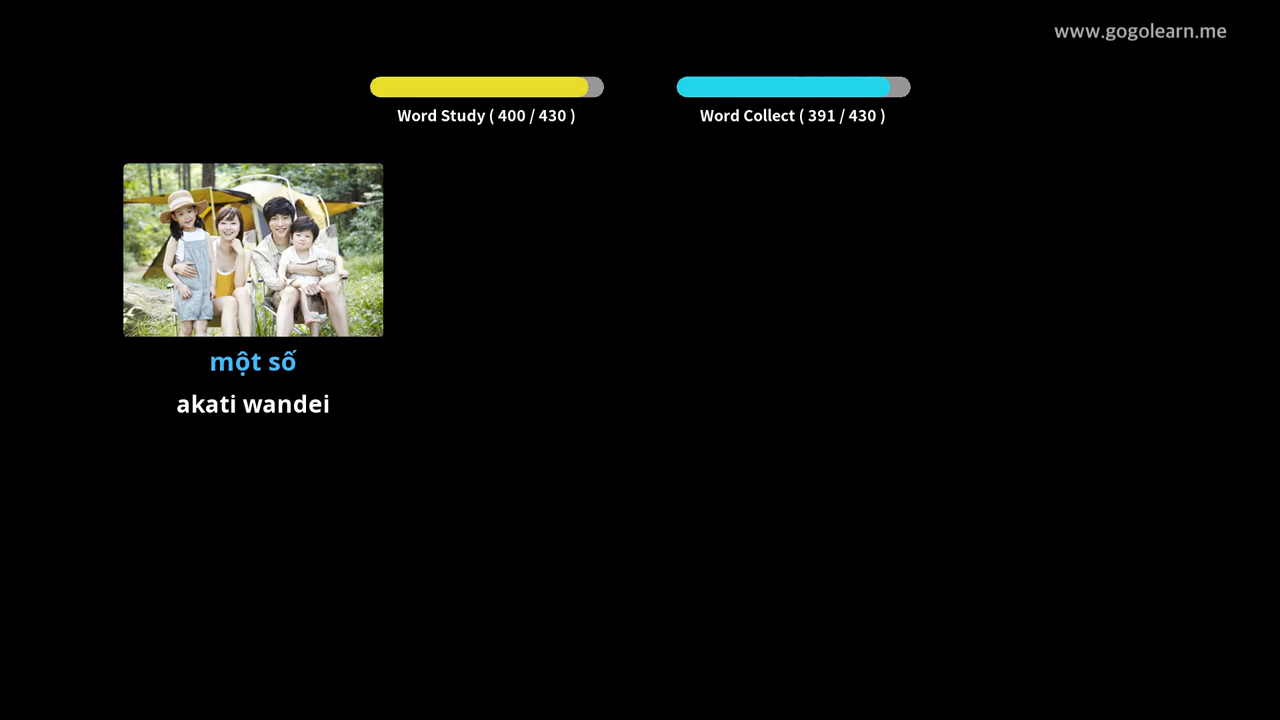 www.gogolearn.me
Word Study ( 400 / 430 )
Word Collect ( 391 / 430 )
một số
akati wandei